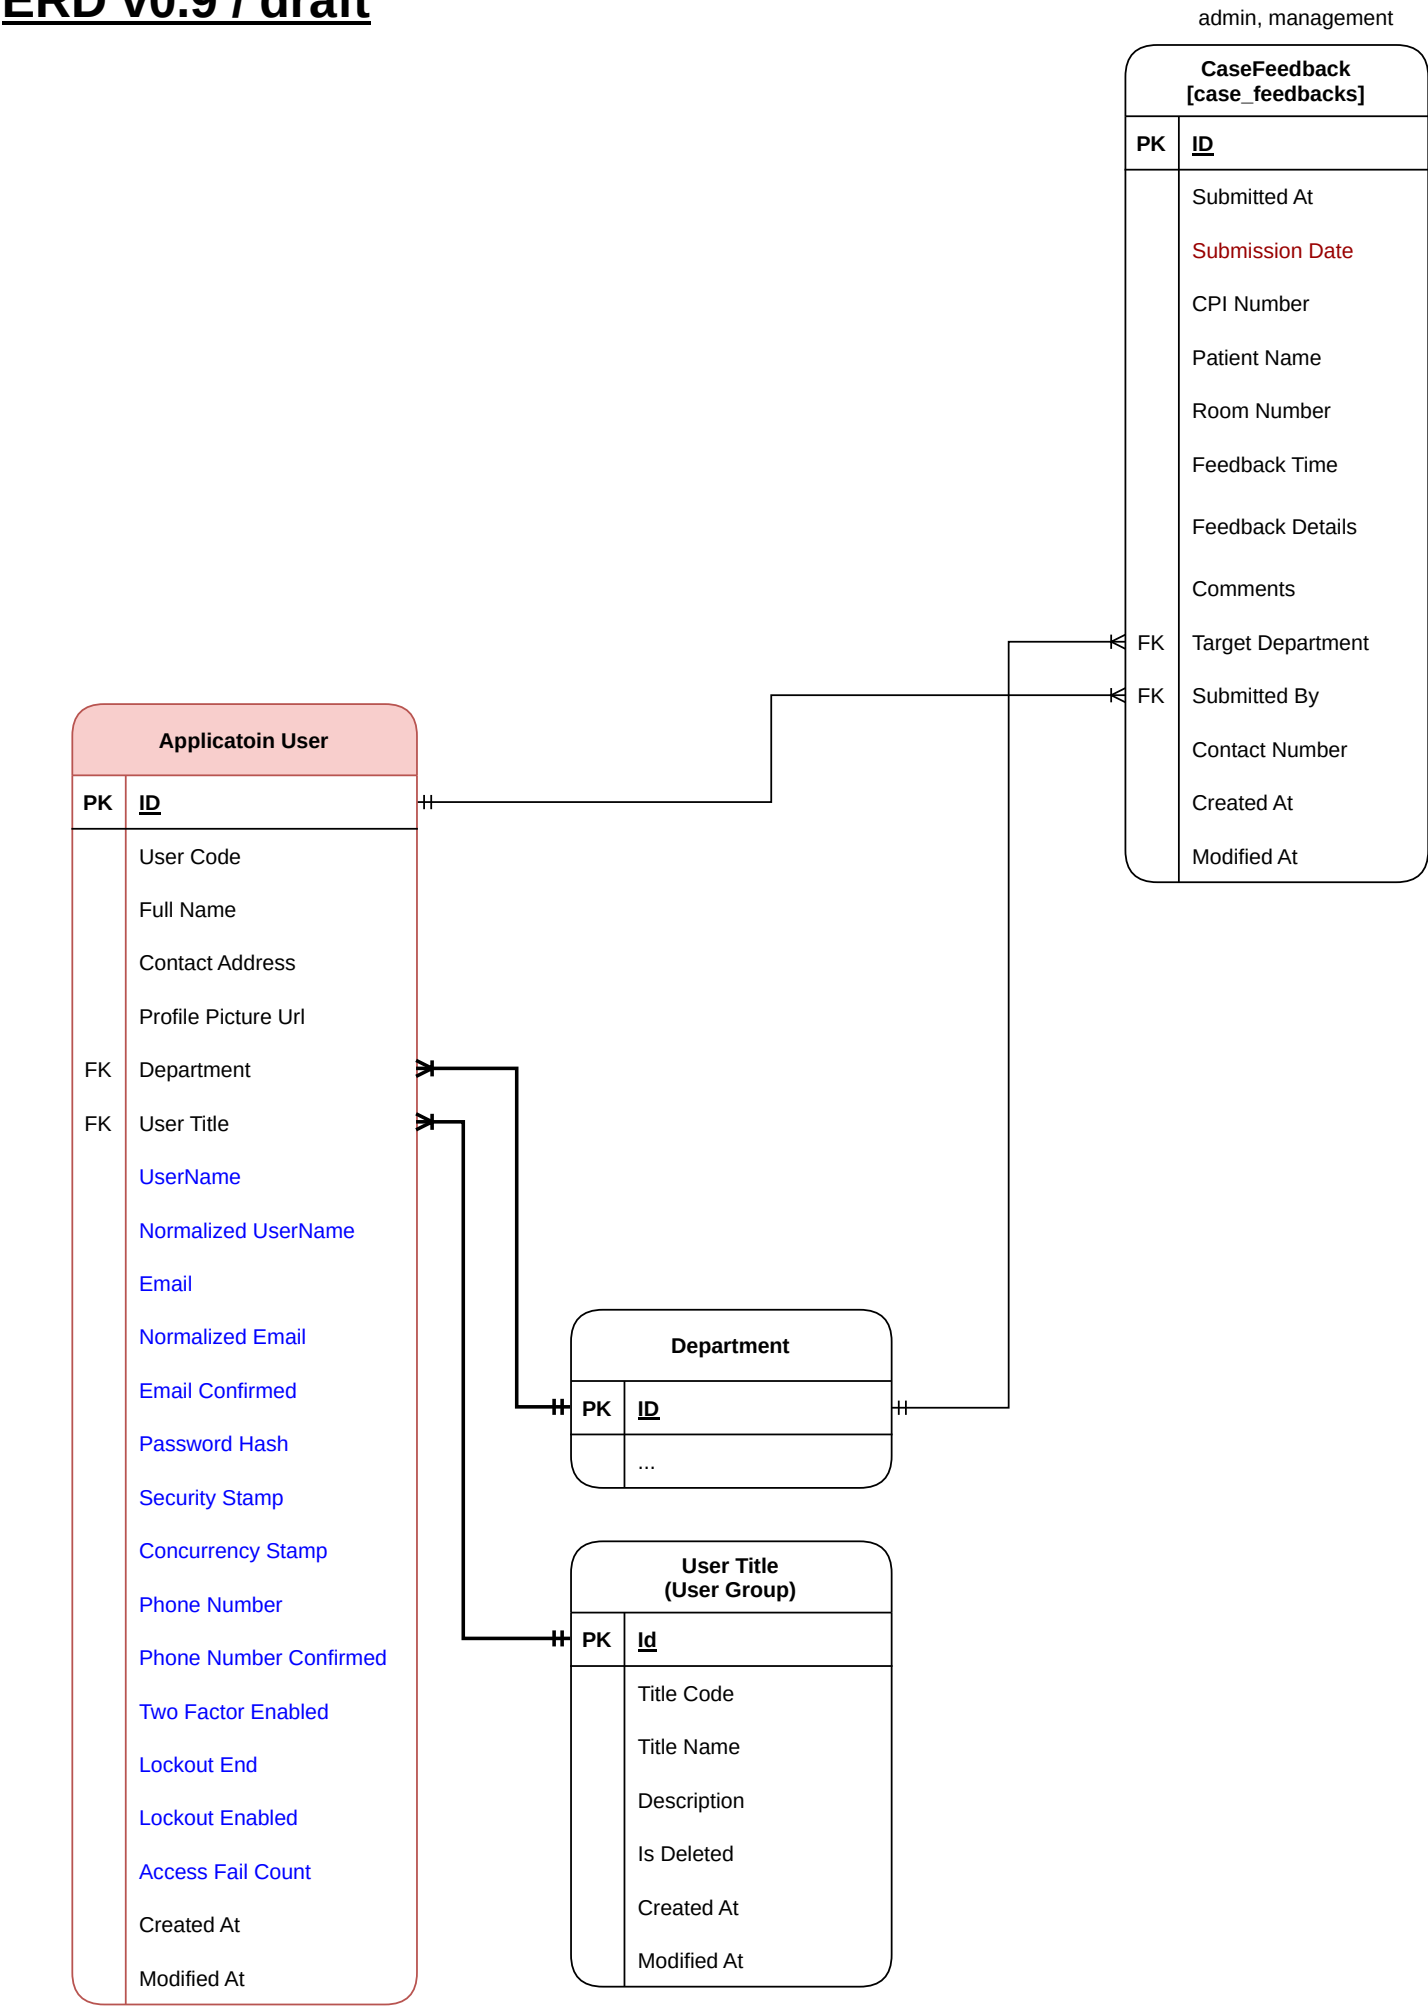 ERD v0.9 / draft
admin, management
CaseFeedback
[case_feedbacks]
PK ID
Submitted At
Submission Date
CPI Number
Patient Name
Room Number
Feedback Time
Feedback Details
Comments
FK Target Department
FK Submitted By
Contact Number
Created At
Modified At
Applicatoin User
PK ID
User Code
Full Name
Contact Address
Profile Picture Url
FK Department
FK User Title
UserName
Normalized UserName
Email
Normalized Email
Email Confirmed
Password Hash
Security Stamp
Concurrency Stamp
Phone Number
Phone Number Confirmed
Two Factor Enabled
Lockout End
Lockout Enabled
Access Fail Count
Created At
Modified At
Department
PK ID
...
User Title
(User Group)
PK Id
Title Code
Title Name
Description
Is Deleted
Created At
Modified At